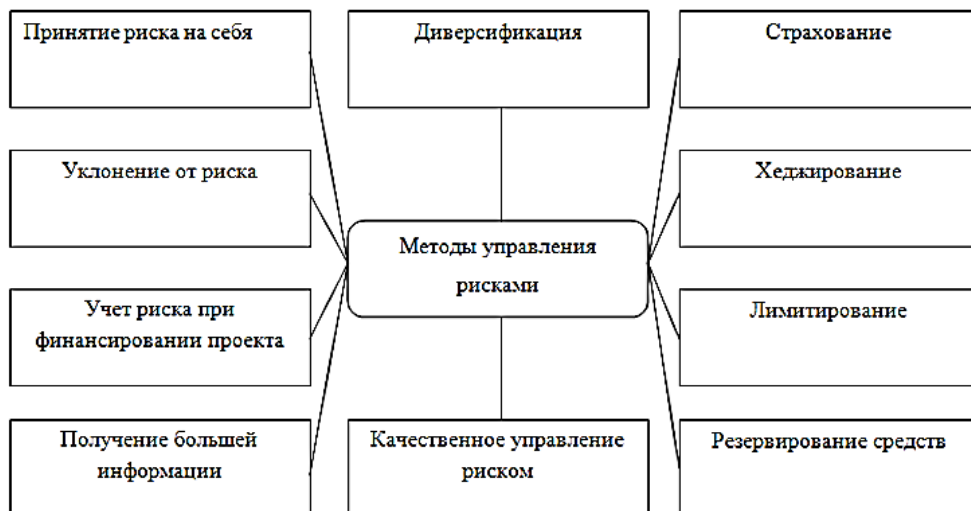 Принятие риска на себя
Диверсификация
Страхование
Уклонение от риска
Хеджирование
Методы управления
рисками
Учет риска при
финансировании проекта
Лимитирование
Получение большей
информации
Качественное управление
риском
Резервирование средств